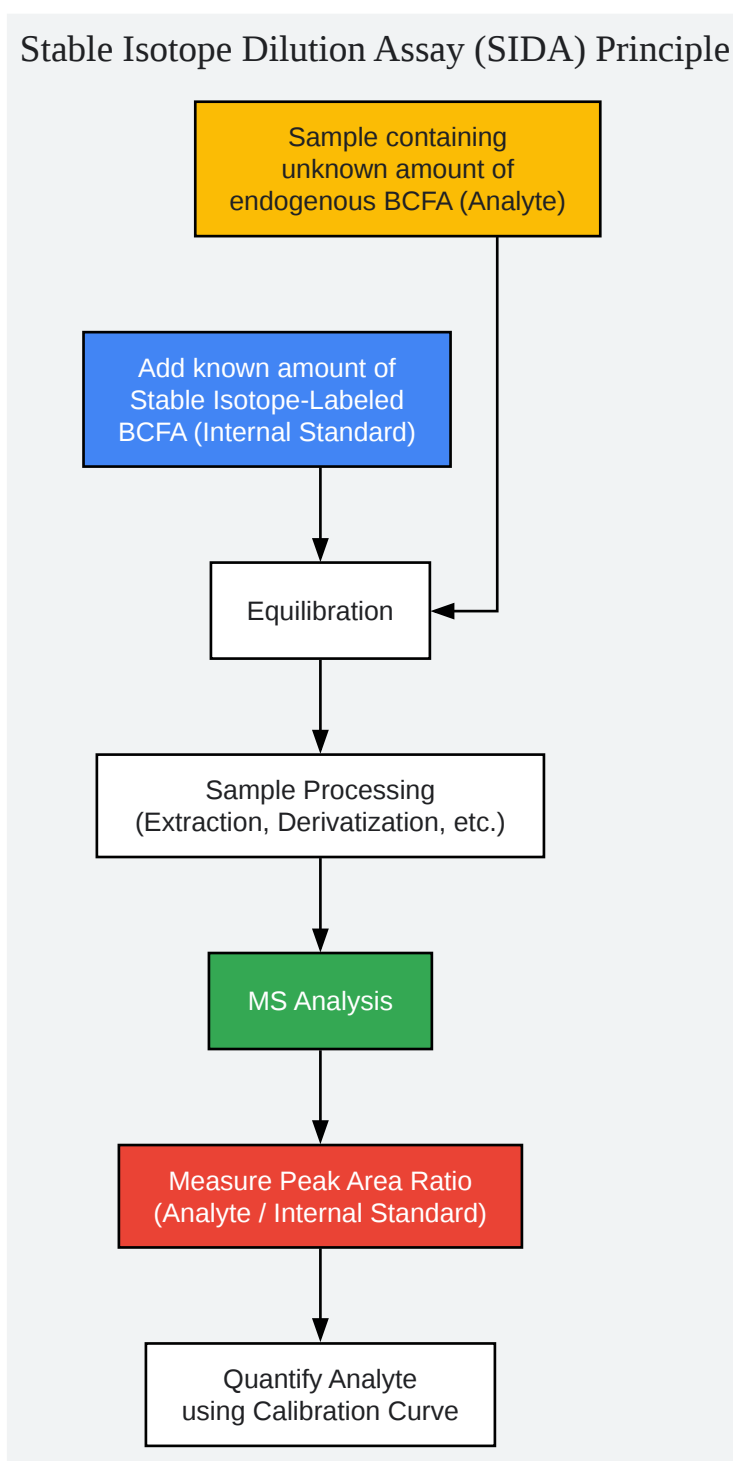 Stable Isotope Dilution Assay (SIDA) Principle
Sample containing
unknown amount of
endogenous BCFA (Analyte)
Add known amount of
Stable Isotope-Labeled
BCFA (Internal Standard)
Equilibration
Sample Processing
(Extraction, Derivatization, etc.)
MS Analysis
Measure Peak Area Ratio
(Analyte / Internal Standard)
Quantify Analyte
using Calibration Curve